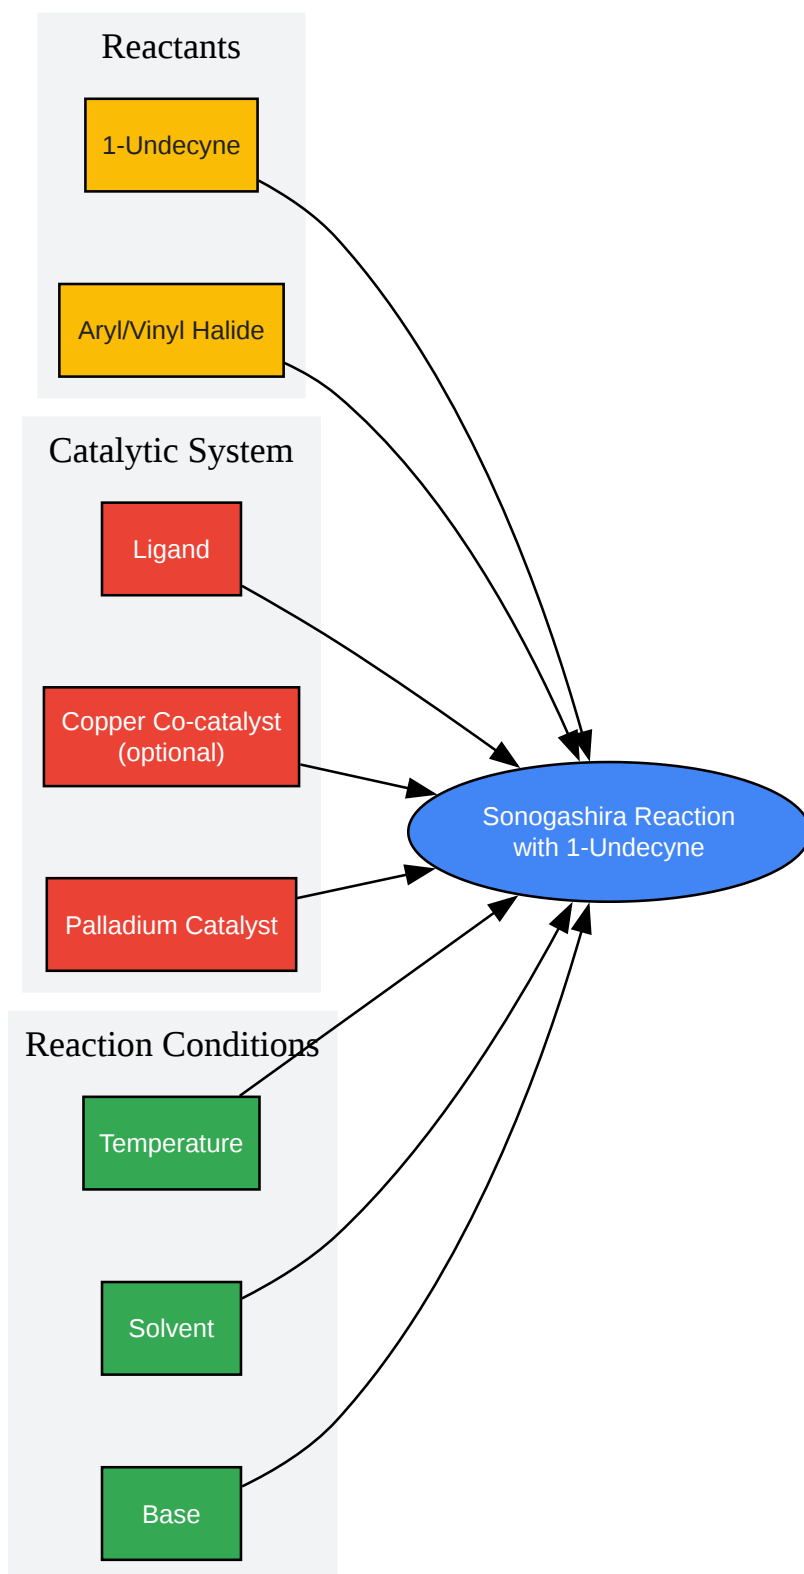 Reactants
1-Undecyne
Aryl/Vinyl Halide
Catalytic System
Ligand
Copper Co-catalyst
(optional)
Palladium Catalyst
Sonogashira Reaction
with 1-Undecyne
Reaction Conditions
Temperature
Solvent
Base